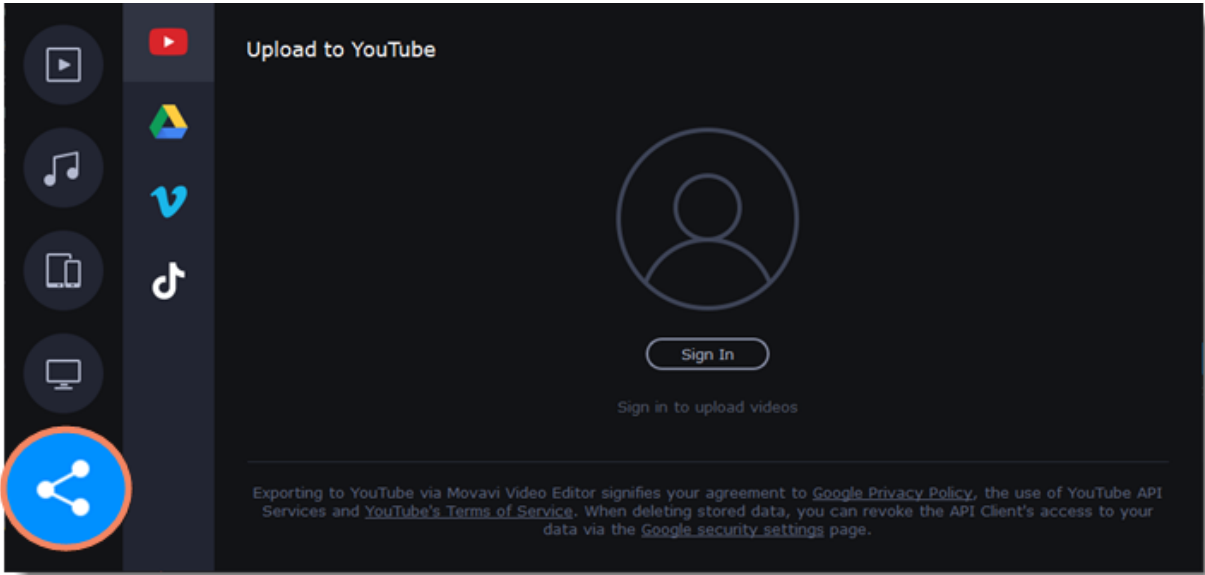 Upload to YouTube
Sign In
Sign in to upload videos
Exporting to YouTube via Movavi Video Editor signifies your agreement to Google Privacy Policy, the use of YouTube API
Services and YouTube's Terms of Service. When deleting stored data, you can revoke the API Client's access to your
data via the Google security settings page.